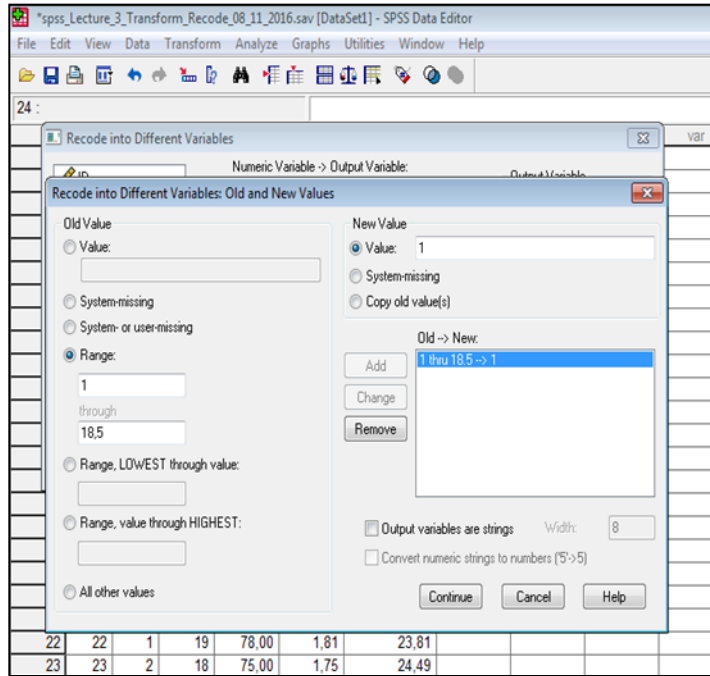 *spss_Lecture_3_Transform_Recode_08_11_2016.sav [DataSet1] - SPSS Data Editor
File Edit View Data Transform Analyze Graphs Utilities Window Help
24 :
Recode into Different Variables
var
Numeric Variable -> Output Variable:
Output Variable
Recode into Different Variables: Old and New Values
Old Value
Value:
System-missing
System- or user-missing
Range:
1
through
18,5
Range, LOWEST through value:
Range, value through HIGHEST:
All other values
New Value
Value: 1
System-missing
Copy old value(s)
Old --> New:
1 thru 18.5 --> 1
Add
Change
Remove
Output variables are strings Width: 8
Convert numeric strings to numbers ('5'->5)
Continue Cancel Help
22 22 1 19 78,00 1,81 23,81
23 23 2 18 75,00 1,75 24,49